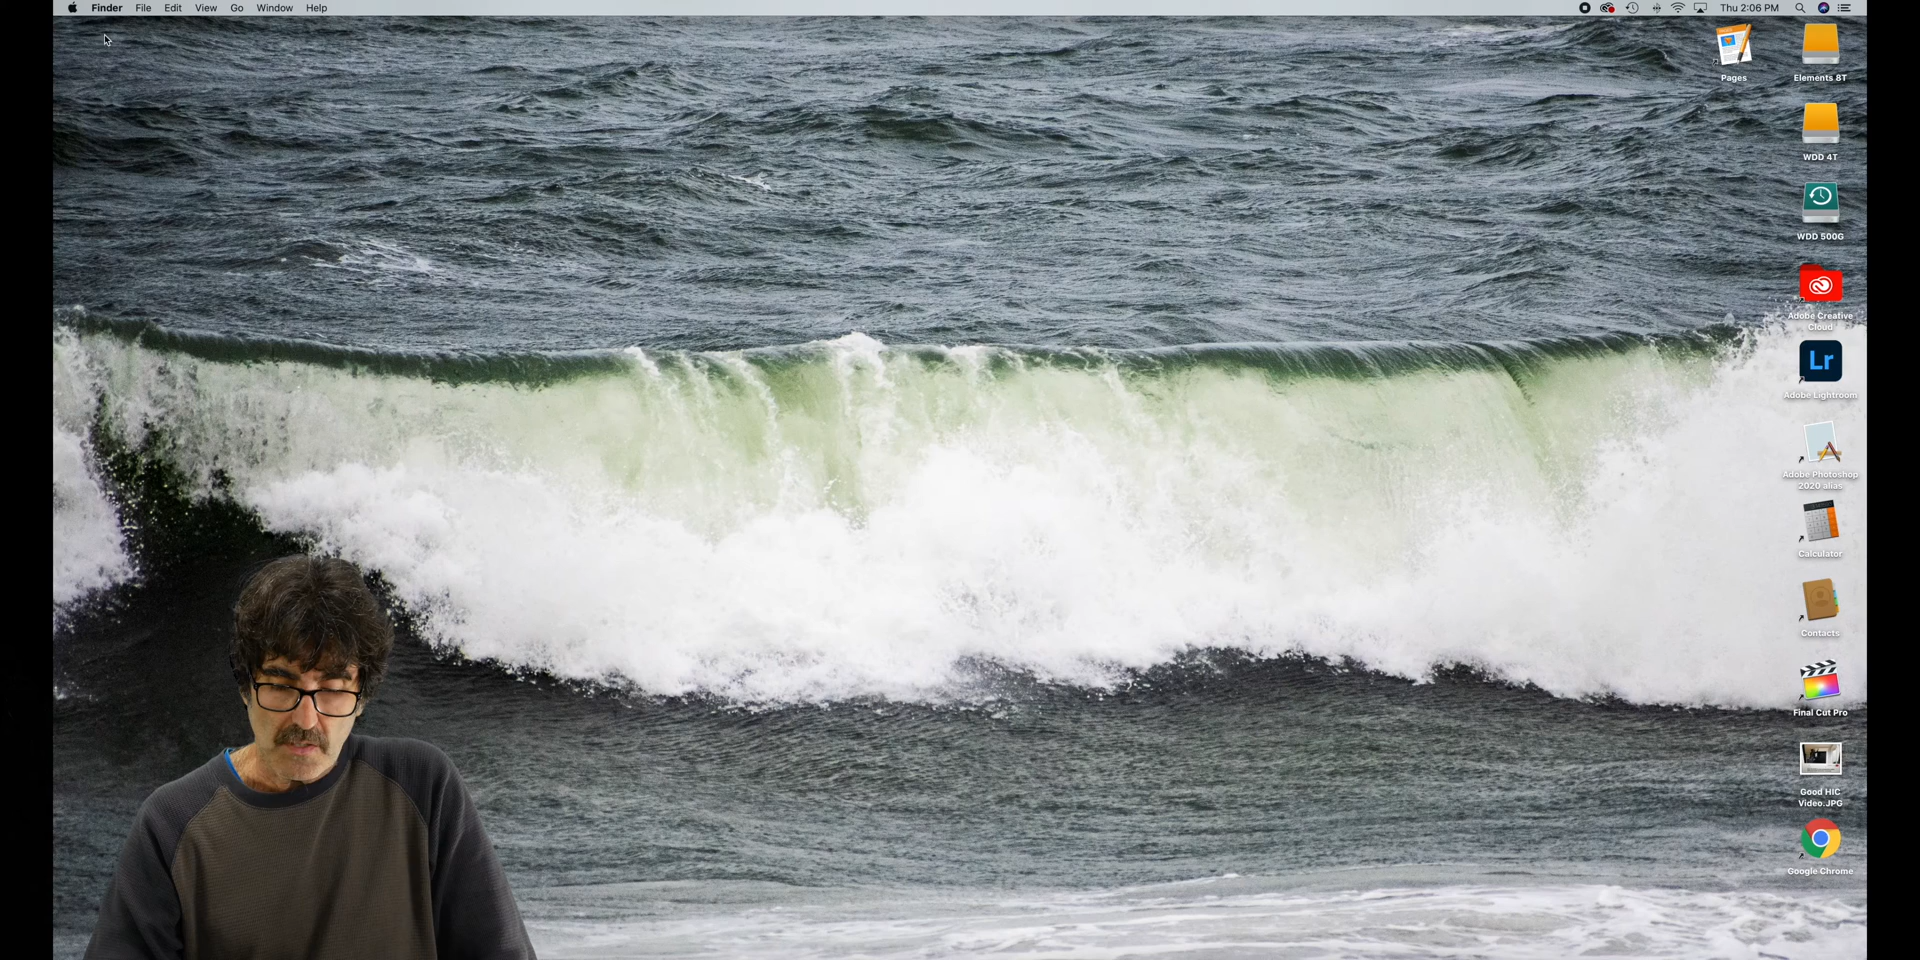 Finder File Edit View Go Window Help Thu 2:06 PM
Pages
Elements 8T
WDD 4T
WDD 500G
Adobe Creative
Cloud
Lr
Adobe Lightroom
Adobe Photoshop
2020 alias
Calculator
Contacts
Final Cut Pro
Good HIC
Video.JPG
Google Chrome